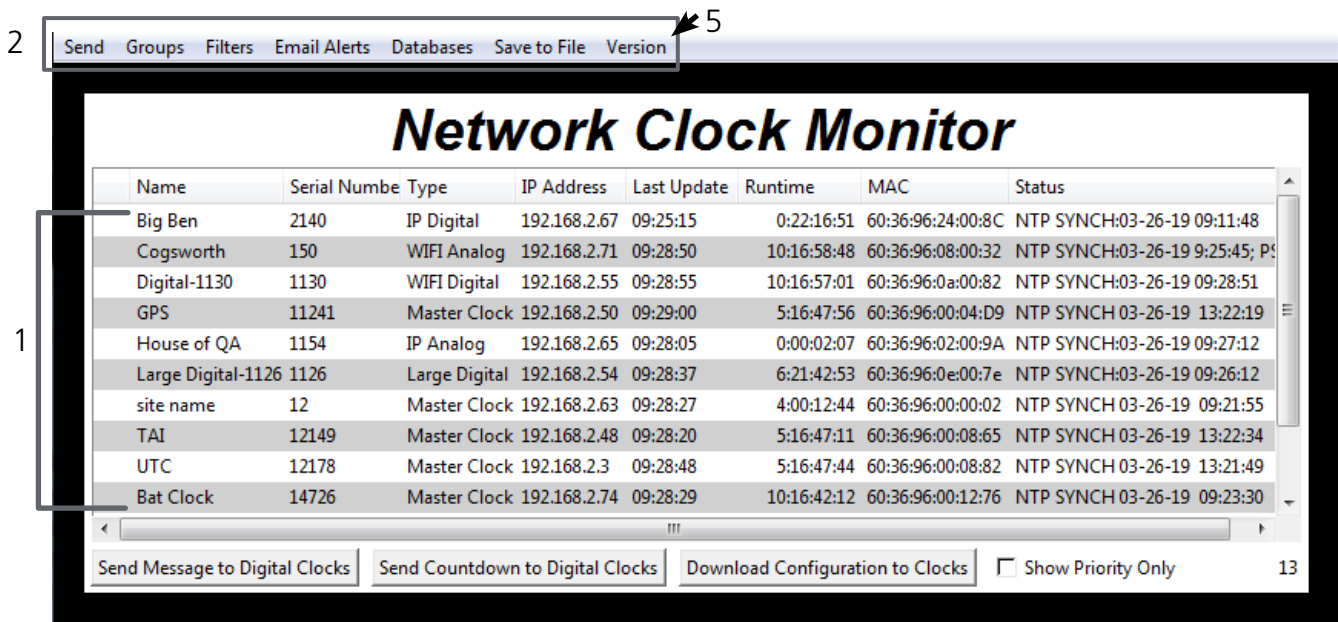 2 Send Groups Filters Email Alerts Databases Save to File Version 5
Network Clock Monitor
Name Serial Numbe Type IP Address Last Update Runtime MAC Status
Big Ben 2140 IP Digital 192.168.2.67 09:25:15 0:22:16:51 60:36:96:24:00:8C NTP SYNCH:03-26-19 09:11:48
Cogsworth 150 WIFI Analog 192.168.2.71 09:28:50 10:16:58:48 60:36:96:08:00:32 NTP SYNCH:03-26-19 9:25:45; PS
Digital-1130 1130 WIFI Digital 192.168.2.55 09:28:55 10:16:57:01 60:36:96:0a:00:82 NTP SYNCH:03-26-19 09:28:51
GPS 11241 Master Clock 192.168.2.50 09:29:00 5:16:47:56 60:36:96:00:04:D9 NTP SYNCH 03-26-19 13:22:19
1 House of QA 1154 IP Analog 192.168.2.65 09:28:05 0:00:02:07 60:36:96:02:00:9A NTP SYNCH:03-26-19 09:27:12
Large Digital-1126 1126 Large Digital 192.168.2.54 09:28:37 6:21:42:53 60:36:96:0e:00:7e NTP SYNCH:03-26-19 09:26:12
site name 12 Master Clock 192.168.2.63 09:28:27 4:00:12:44 60:36:96:00:00:02 NTP SYNCH 03-26-19 09:21:55
TAI 12149 Master Clock 192.168.2.48 09:28:20 5:16:47:11 60:36:96:00:08:65 NTP SYNCH 03-26-19 13:22:34
UTC 12178 Master Clock 192.168.2.3 09:28:48 5:16:47:44 60:36:96:00:08:82 NTP SYNCH 03-26-19 13:21:49
Bat Clock 14726 Master Clock 192.168.2.74 09:28:29 10:16:42:12 60:36:96:00:12:76 NTP SYNCH 03-26-19 09:23:30
Send Message to Digital Clocks Send Countdown to Digital Clocks Download Configuration to Clocks Show Priority Only 13